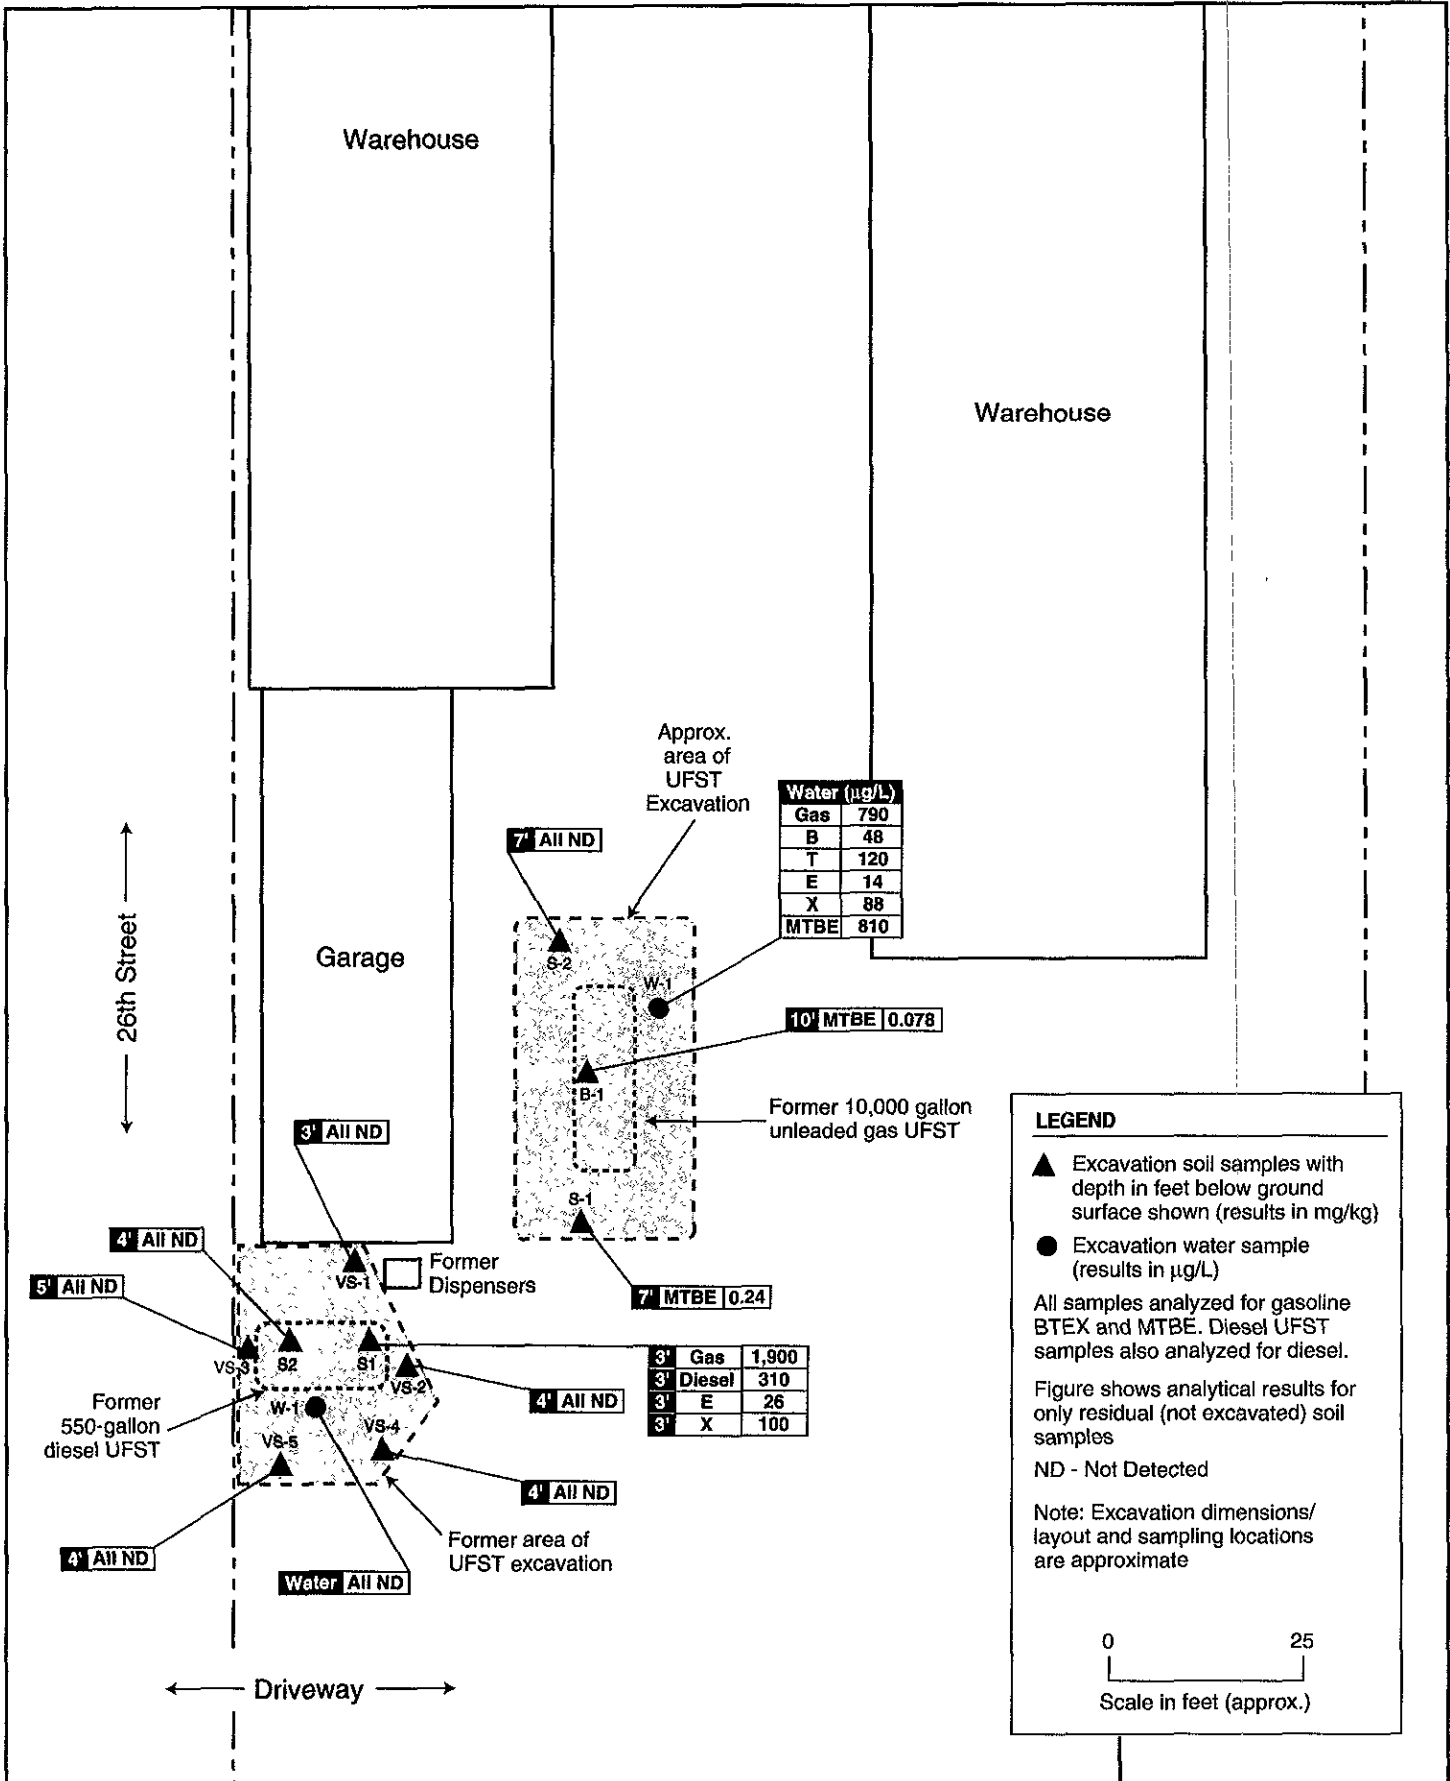 Warehouse
Warehouse
Approx.
area of
UFST
Excavation
Water (µg/L)
Gas 790
B 48
T 120
E 14
X 88
MTBE 810
7' All ND
26th Street
Garage
S-2
W-1
10' MTBE 0.078
B-1
Former 10,000 gallon
unleaded gas UFST
3' All ND
S-1
4' All ND
VS-1
Former
Dispensers
5' All ND
7' MTBE 0.24
VS-3
S2
S1
VS-2
3' Gas 1,900
3' Diesel 310
3' E 26
3' X 100
4' All ND
Former
550-gallon
diesel UFST
W-1
VS-4
VS-5
4' All ND
Former area of
UFST excavation
4' All ND
Water All ND
Driveway
LEGEND
Excavation soil samples with
depth in feet below ground
surface shown (results in mg/kg)
Excavation water sample
(results in µg/L)
All samples analyzed for gasoline
BTEX and MTBE. Diesel UFST
samples also analyzed for diesel.
Figure shows analytical results for
only residual (not excavated) soil
samples
ND - Not Detected
Note: Excavation dimensions/
layout and sampling locations
are approximate
0 25
Scale in feet (approx.)